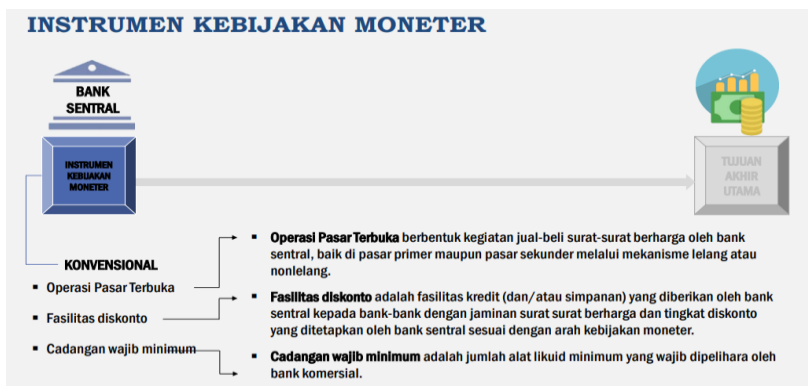 INSTRUMEN KEBIJAKAN MONETER
BANK
SENTRAL
INSTRUMEN
KEBIJAKAN
MONETER
TUJUAN
AKHIR
UTAMA
KONVENSIONAL
▪ Operasi Pasar Terbuka
▪ Fasilitas diskonto
▪ Cadangan wajib minimum
▪ Operasi Pasar Terbuka berbentuk kegiatan jual-beli surat-surat berharga oleh bank
sentral, baik di pasar primer maupun pasar sekunder melalui mekanisme lelang atau
nonlelang.
▪ Fasilitas diskonto adalah fasilitas kredit (dan/atau simpanan) yang diberikan oleh bank
sentral kepada bank-bank dengan jaminan surat surat berharga dan tingkat diskonto
yang ditetapkan oleh bank sentral sesuai dengan arah kebijakan moneter.
▪ Cadangan wajib minimum adalah jumlah alat likuid minimum yang wajib dipelihara oleh
bank komersial.